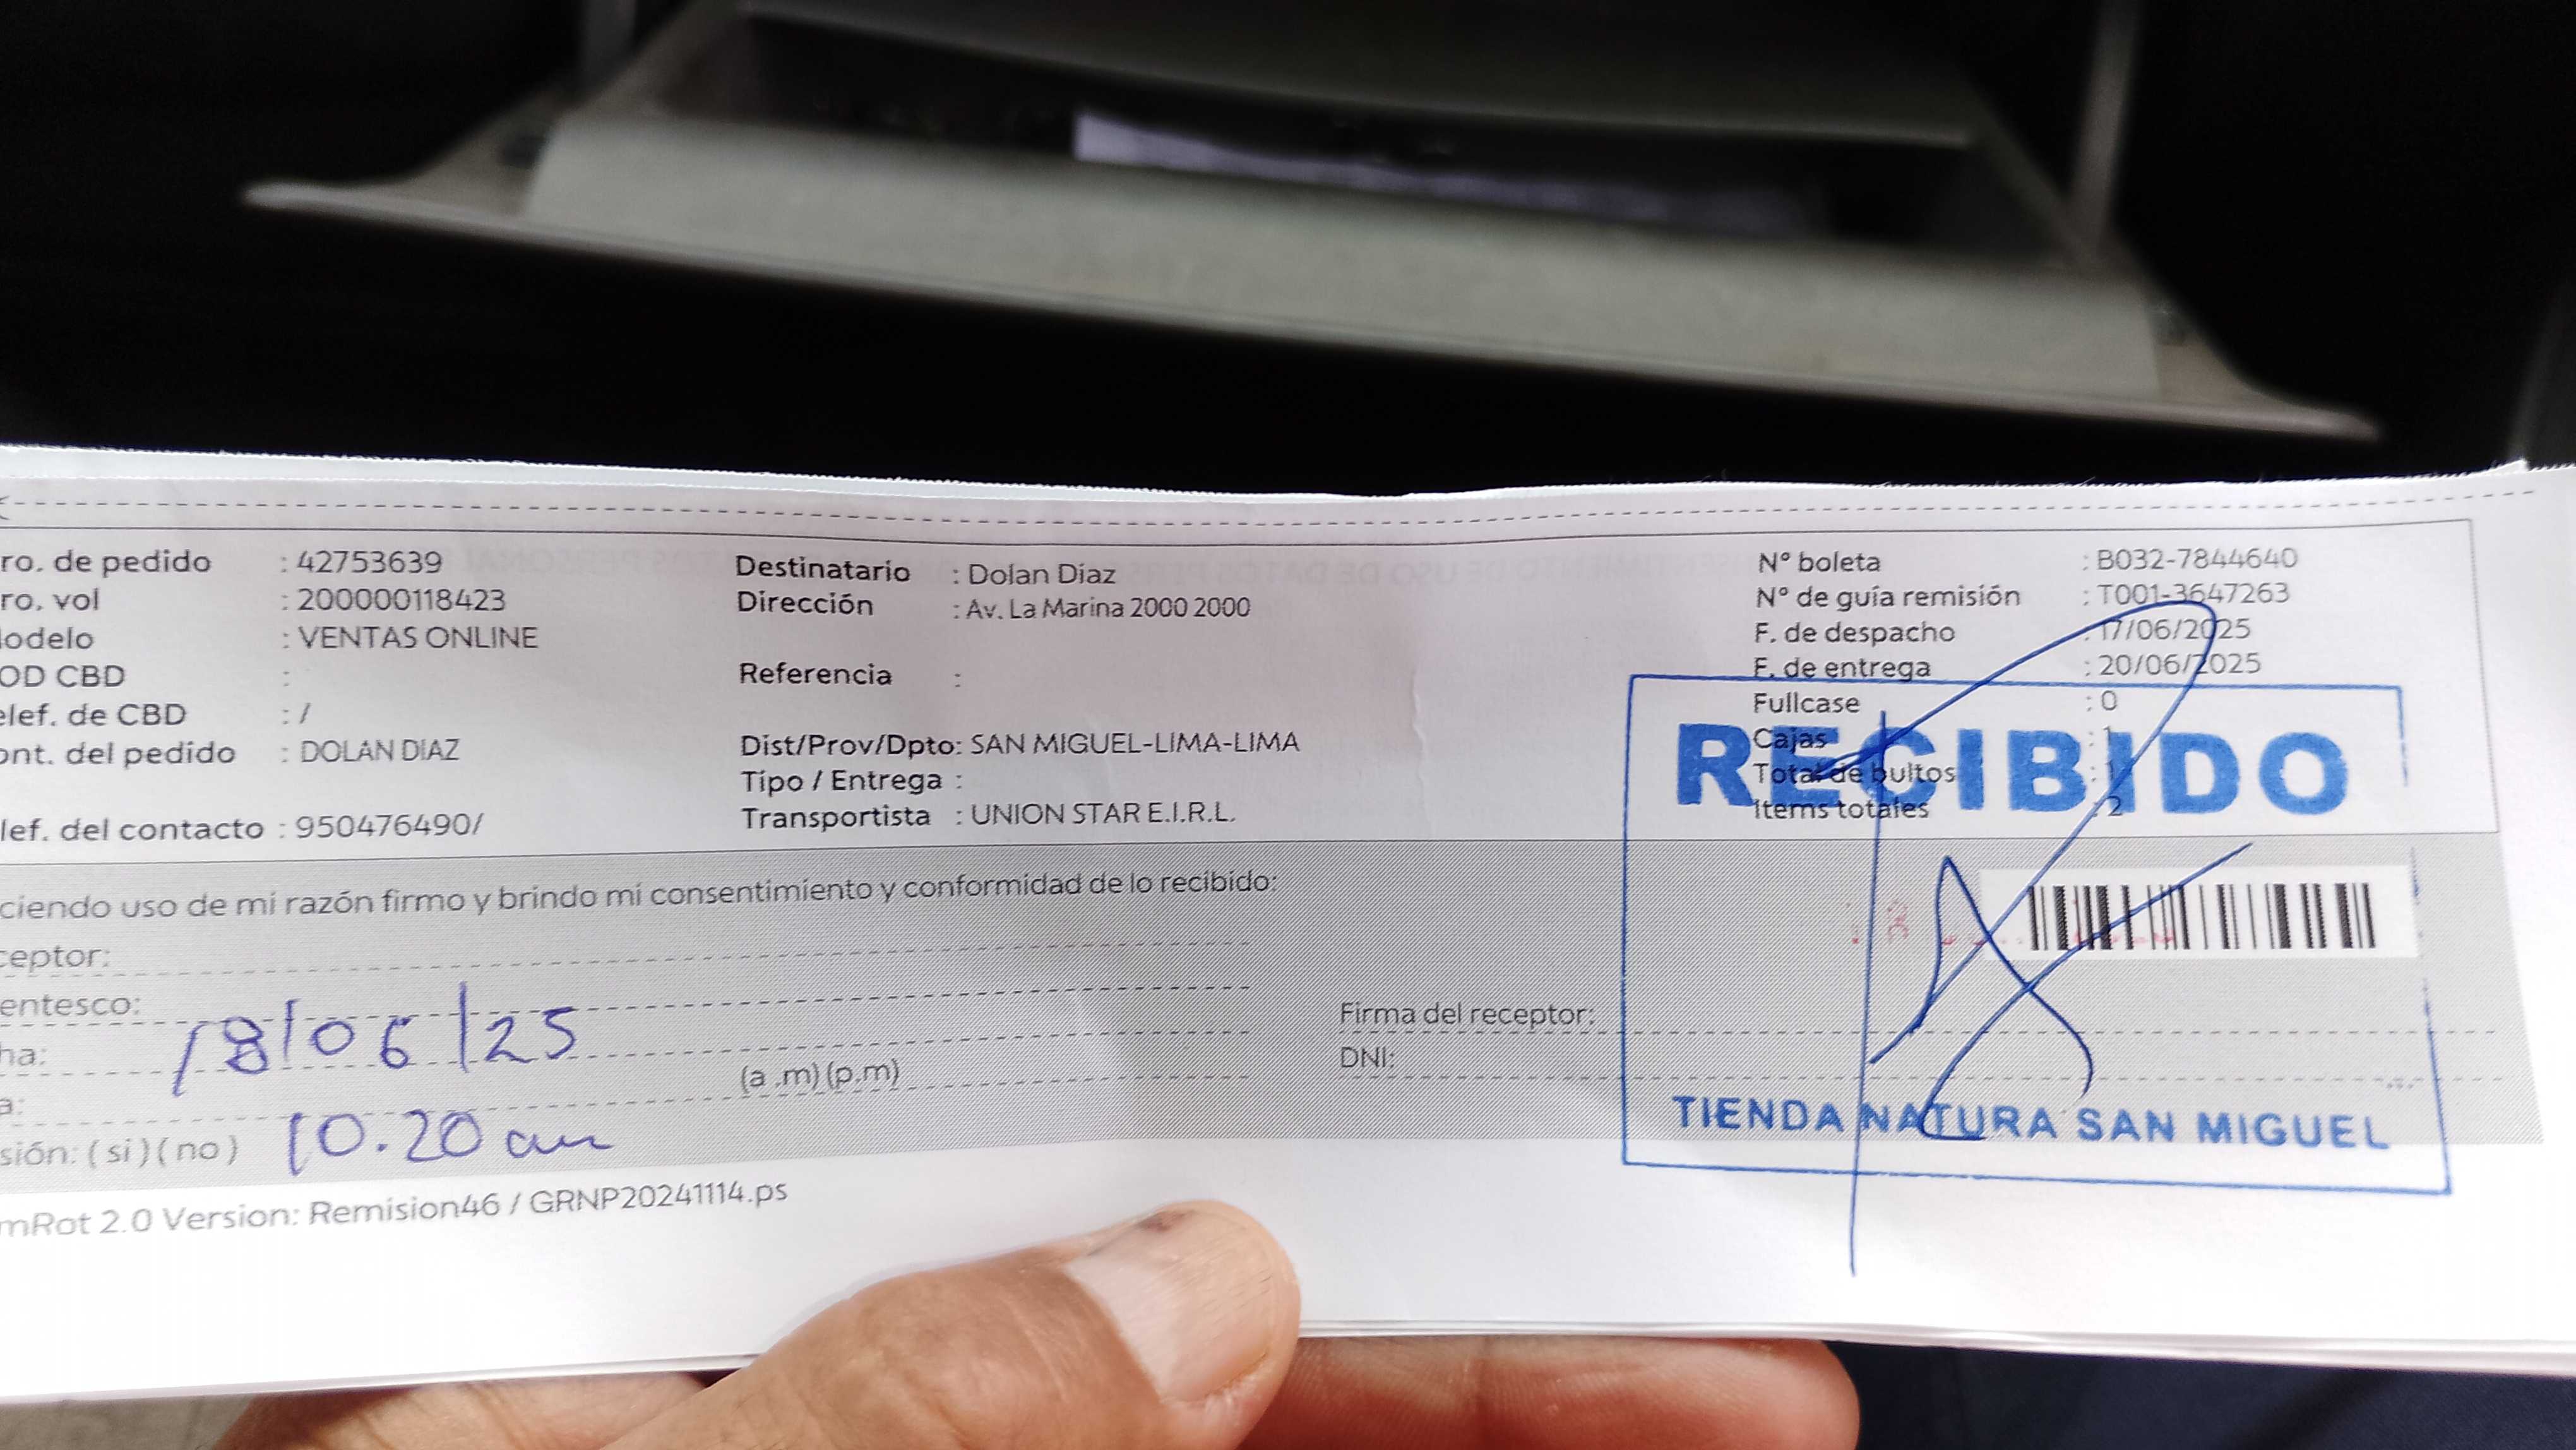 ro. de pedido : 42753639
ro. vol : 200000118423
odelo : VENTAS ONLINE
OD CBD :
elef. de CBD : /
ont. del pedido : DOLAN DIAZ
lef. del contacto : 950476490/
Destinatario : Dolan Diaz
Dirección : Av. La Marina 2000 2000
Referencia :
Dist/Prov/Dpto: SAN MIGUEL-LIMA-LIMA
Tipo / Entrega :
Transportista : UNION STAR E.I.R.L.
N° boleta : B032-7844640
N° de guía remisión : T001-3647263
F. de despacho : 17/06/2025
F. de entrega : 20/06/2025
Fullcase : 0
Cajas : 1
Total de bultos : 1
Items totales : 2
RECIBIDO
ciendo uso de mi razón firmo y brindo mi consentimiento y conformidad de lo recibido:
ceptor:
entesco:
ha: 18/06/25
a: (a .m) (p.m)
sión: ( si ) ( no ) 10.20 am
Firma del receptor:
DNI:
TIENDA NATURA SAN MIGUEL
mRot 2.0 Version: Remision46 / GRNP20241114.ps